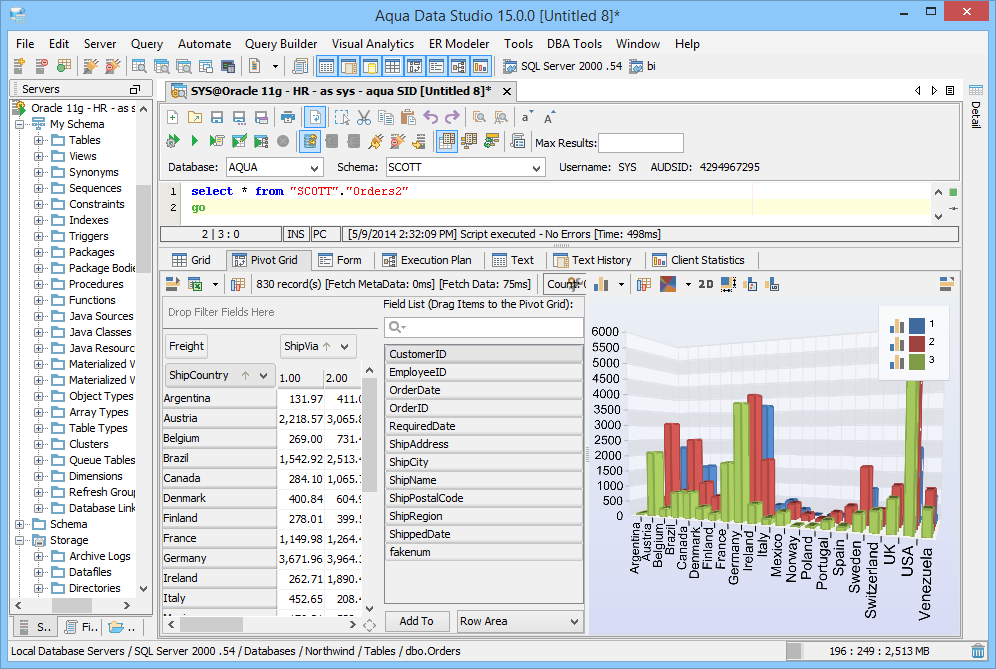 Aqua Data Studio 15.0.0 [Untitled 8]*
File Edit Server Query Automate Query Builder Visual Analytics ER Modeler Tools DBA Tools Window Help
SQL Server 2000 .54 bi
Servers
SYS@Oracle 11g - HR - as sys - aqua SID [Untitled 8]*
Detail
Oracle 11g - HR - as s
My Schema
Tables
Views
Synonyms
Sequences
Constraints
Indexes
Triggers
Packages
Package Bodie
Procedures
Functions
Java Sources
Java Classes
Java Resourc
Materialized V
Materialized V
Object Types
Array Types
Table Types
Clusters
Queue Tables
Dimensions
Refresh Group
Database Link
Schema
Storage
Archive Logs
Datafiles
Directories
S.. Fi.. ..
Max Results:
Database: AQUA Schema: SCOTT Username: SYS AUDSID: 4294967295
1 select * from "SCOTT"."Orders2"
2 go
2 | 3 : 0 INS PC [5/9/2014 2:32:09 PM] Script executed - No Errors [Time: 498ms]
Grid Pivot Grid Form Execution Plan Text Text History Client Statistics
830 record(s) [Fetch MetaData: 0ms] [Fetch Data: 75ms] 2D
Drop Filter Fields Here
Freight ShipVia
ShipCountry 1.00 2.00
Argentina 131.97 411.0
Austria 2,218.57 3,065.8
Belgium 269.00 731.4
Brazil 1,542.92 2,513.4
Canada 284.10 1,065.7
Denmark 400.84 604.9
Finland 278.01 399.5
France 1,149.98 1,264.4
Germany 3,671.96 3,964.3
Ireland 262.71 1,890.4
Italy 452.65 208.4
Field List (Drag Items to the Pivot Grid):
CustomerID
EmployeeID
OrderDate
OrderID
RequiredDate
ShipAddress
ShipCity
ShipName
ShipPostalCode
ShipRegion
ShippedDate
fakenum
Add To Row Area
1
2
3
6000
5500
5000
4500
4000
3500
3000
2500
2000
1500
1000
500
0
Argentina
Austria
Belgium
Brazil
Canada
Denmark
Finland
France
Germany
Ireland
Italy
Mexico
Norway
Poland
Portugal
Spain
Sweden
Switzerland
UK
USA
Venezuela
Local Database Servers / SQL Server 2000 .54 / Databases / Northwind / Tables / dbo.Orders
196 : 249 : 2,513 MB